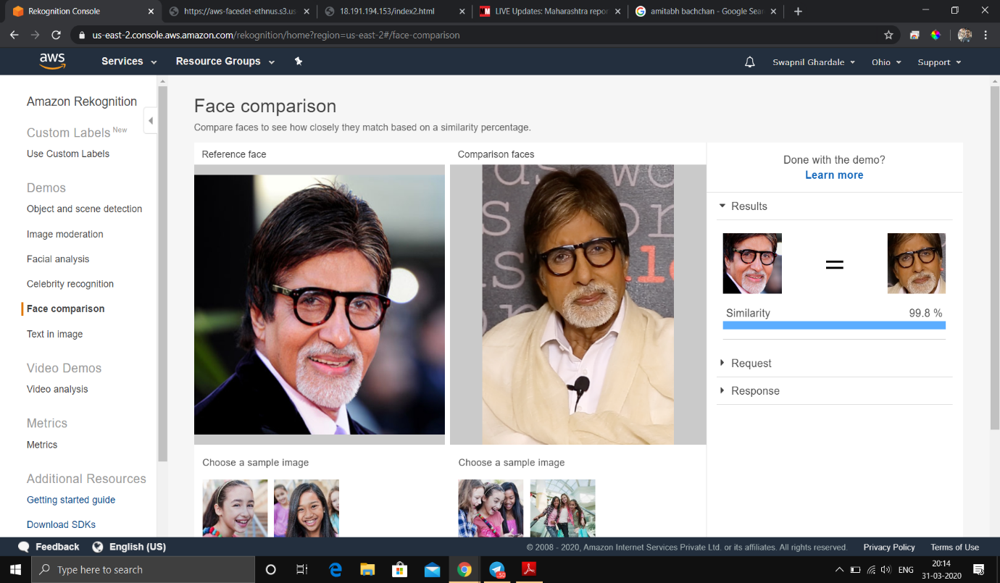 Rekognition Console
https://aws-facedet-ethnus.s3.us
18.191.194.153/index2.html
LIVE Updates: Maharashtra repor
amitabh bachchan - Google Sear
us-east-2.console.aws.amazon.com/rekognition/home?region=us-east-2#/face-comparison
aws
Services
Resource Groups
Swapnil Ghardale
Ohio
Support
Amazon Rekognition
Custom Labels New
Use Custom Labels
Demos
Object and scene detection
Image moderation
Facial analysis
Celebrity recognition
Face comparison
Text in image
Video Demos
Video analysis
Metrics
Metrics
Additional Resources
Getting started guide
Download SDKs
Face comparison
Compare faces to see how closely they match based on a similarity percentage.
Reference face
Comparison faces
Choose a sample image
Choose a sample image
Done with the demo?
Learn more
Results
=
Similarity
99.8 %
Request
Response
Feedback
English (US)
© 2008 - 2020, Amazon Internet Services Private Ltd. or its affiliates. All rights reserved.
Privacy Policy
Terms of Use
Type here to search
50
ENG
20:14
31-03-2020